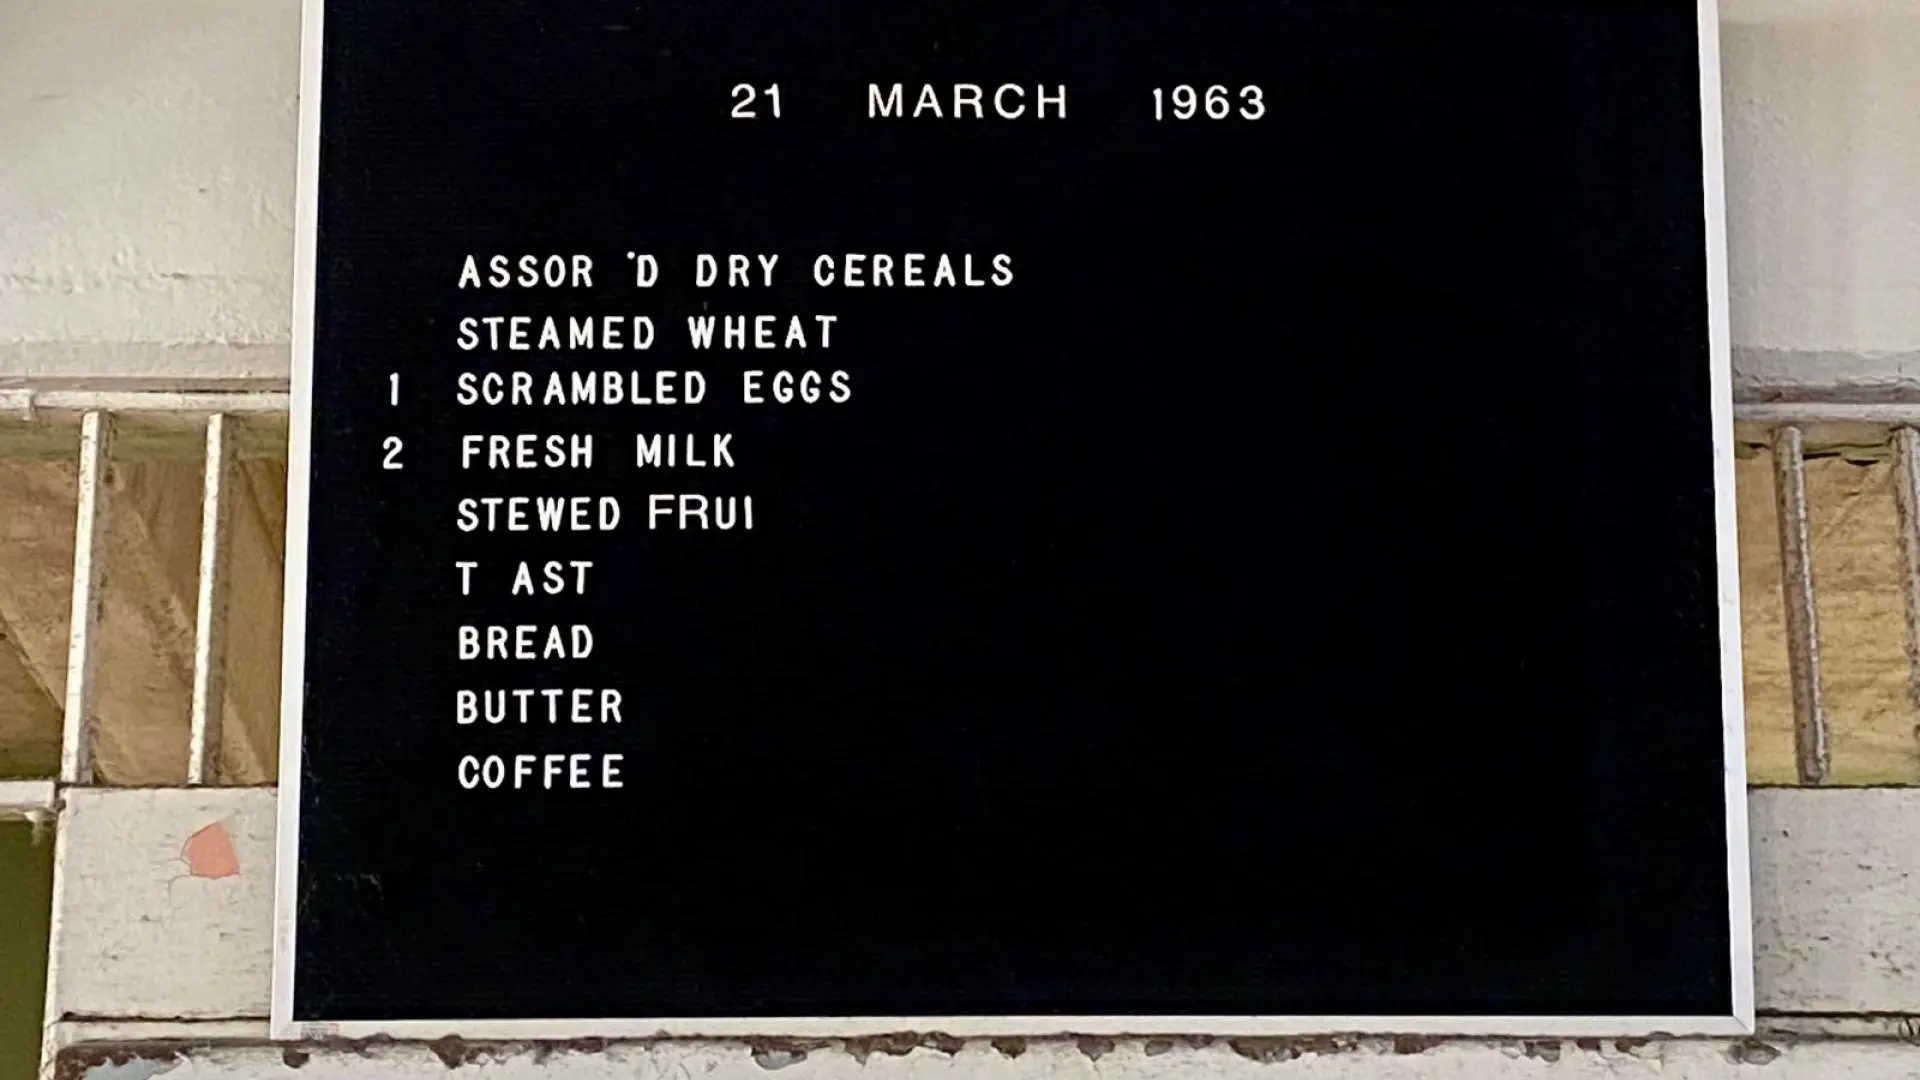 21 MARCH 1963
ASSOR 'D DRY CEREALS
STEAMED WHEAT
1 SCRAMBLED EGGS
2 FRESH MILK
STEWED FRUI
T AST
BREAD
BUTTER
COFFEE